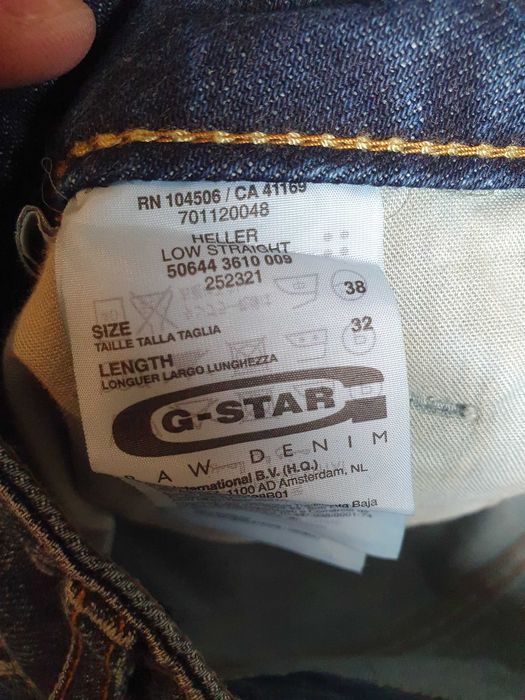 RN 104506 / CA 41169
701120048
HELLER
LOW STRAIGHT
50644 3610 009
252321
SIZE 38
TAILLE TALLA TAGLIA
LENGTH 32
LONGUER LARGO LUNGHEZZA
G-STAR
RAW DENIM
International B.V. (H.Q.)
1100 AD Amsterdam, NL
Baja